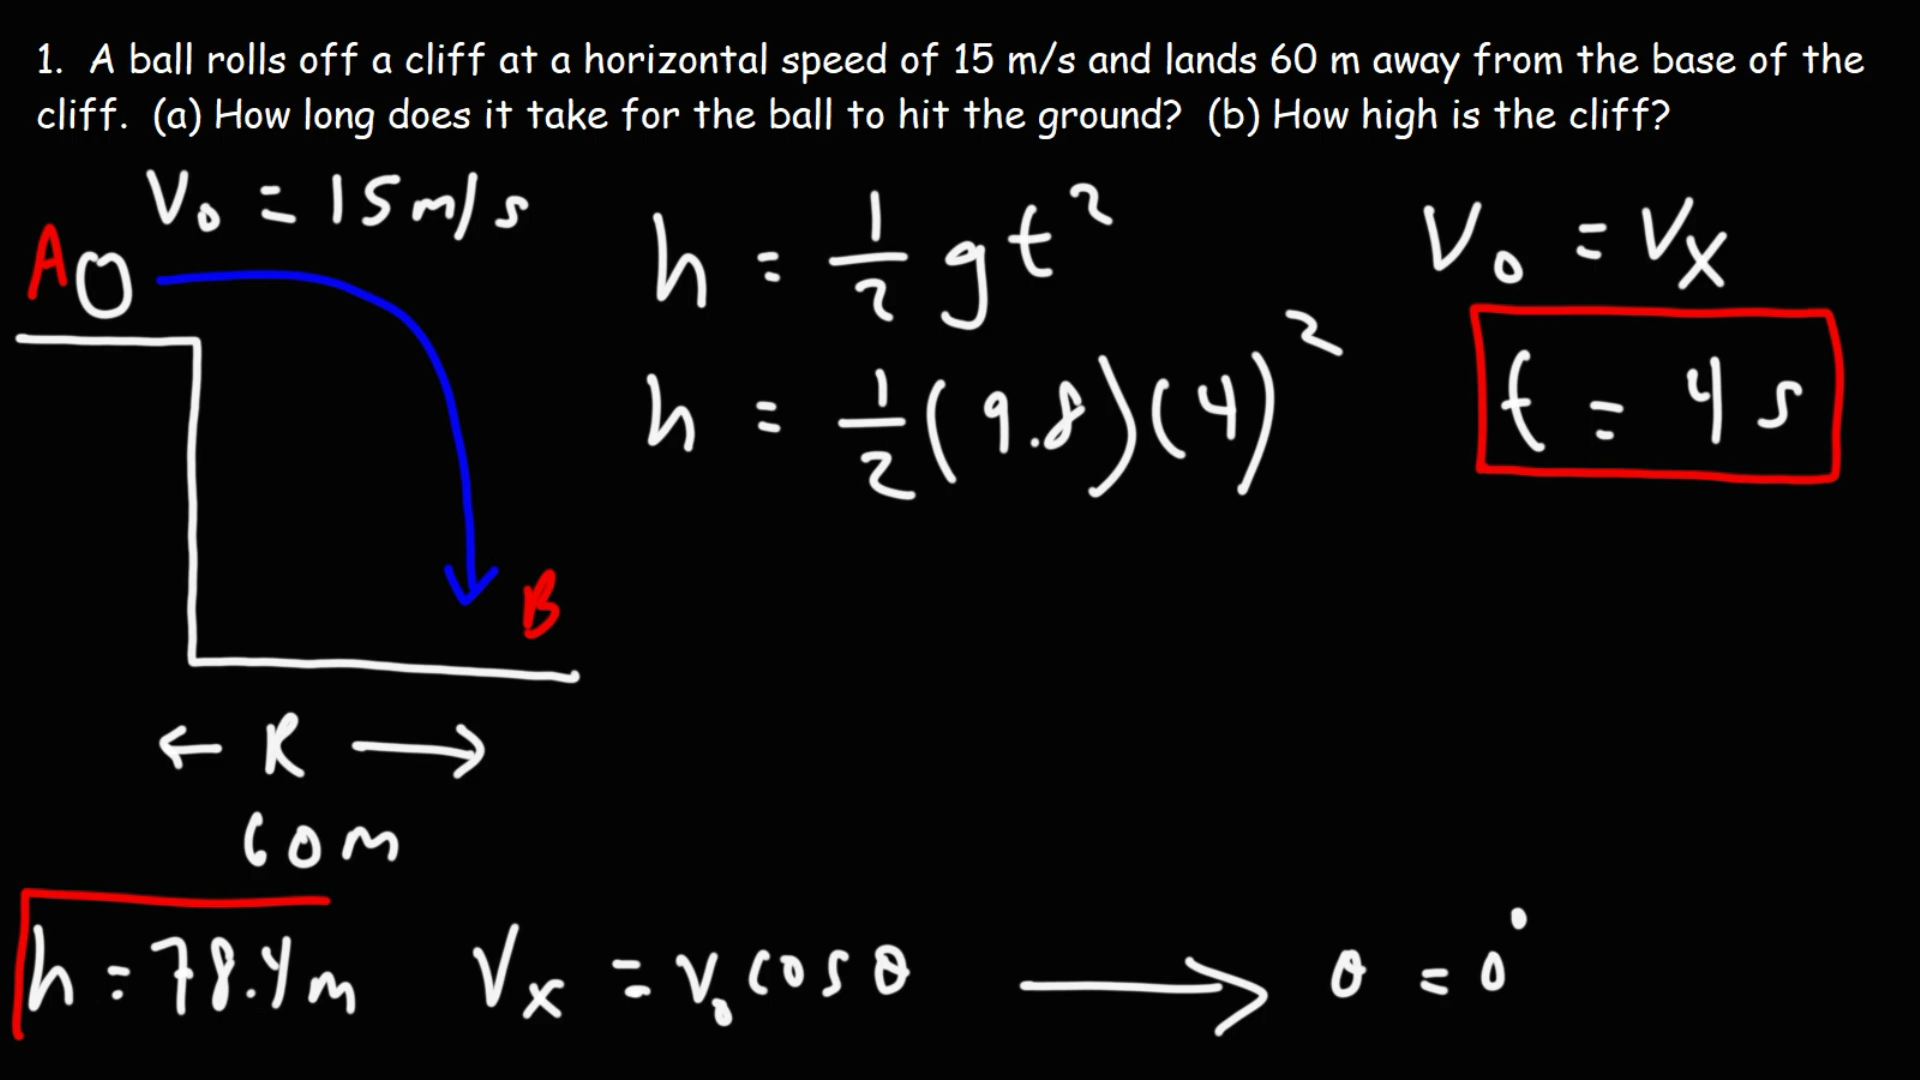 1. A ball rolls off a cliff at a horizontal speed of 15 m/s and lands 60 m away from the base of the
cliff. (a) How long does it take for the ball to hit the ground? (b) How high is the cliff?
V₀ = 15 m/s
A
h = 1/2 gt²
V₀ = Vₓ
h = 1/2 (9.8)(4)²
t = 4 s
B
← R →
60 m
h = 78.4 m
Vₓ = V₀ cos θ → θ = 0°